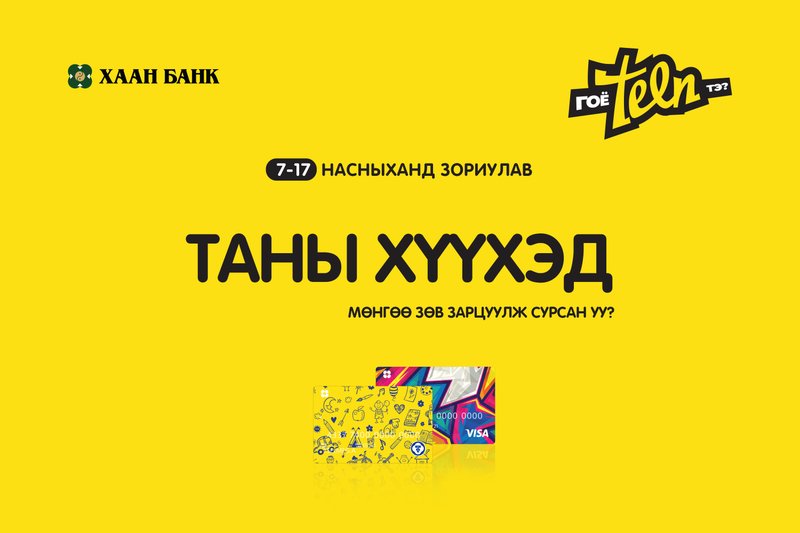 ХААН БАНК
ГОЁ teen ТЭ?
7-17 НАСНЫХАНД ЗОРИУЛАВ
ТАНЫ ХҮҮХЭД
МӨНГӨӨ ЗӨВ ЗАРЦУУЛЖ СУРСАН УУ?
0000 0000
VISA